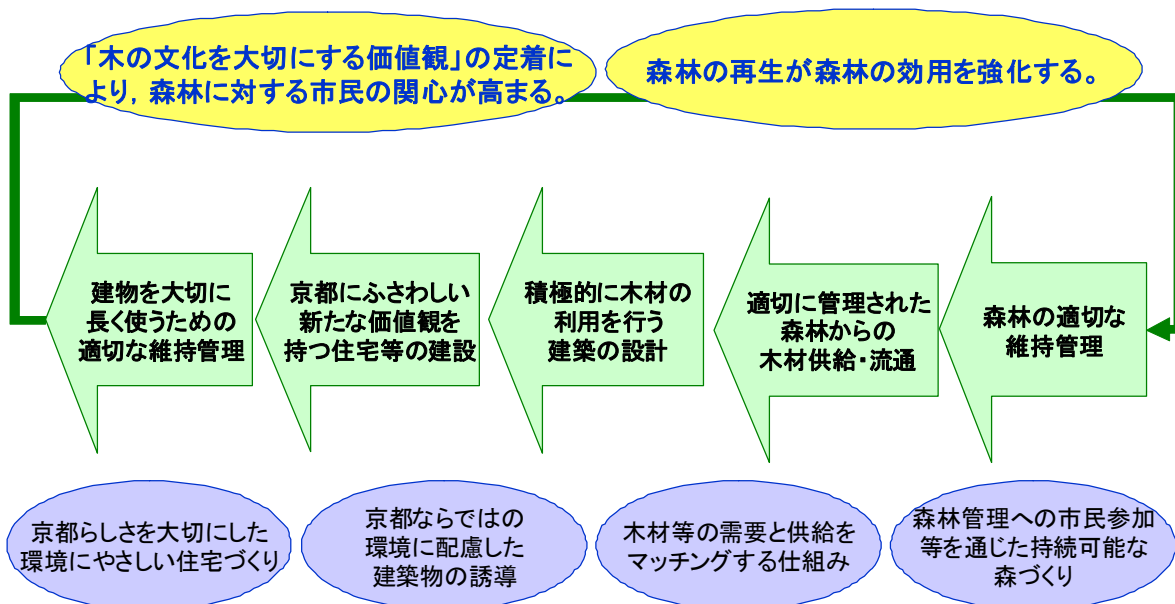 「木の文化を大切にする価値観」の定着に
より，森林に対する市民の関心が高まる。
森林の再生が森林の効用を強化する。
建物を大切に
長く使うための
適切な維持管理
京都にふさわしい
新たな価値観を
持つ住宅等の建設
積極的に木材の
利用を行う
建築の設計
適切に管理された
森林からの
木材供給・流通
森林の適切な
維持管理
京都らしさを大切にした
環境にやさしい住宅づくり
京都ならではの
環境に配慮した
建築物の誘導
木材等の需要と供給を
マッチングする仕組み
森林管理への市民参加
等を通じた持続可能な
森づくり